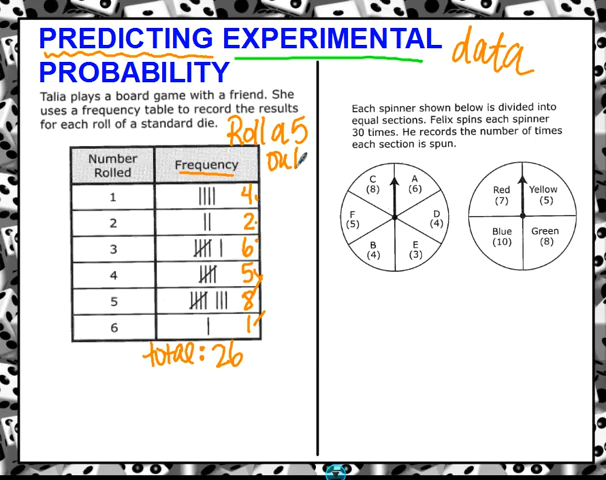 PREDICTING EXPERIMENTAL data
PROBABILITY
Talia plays a board game with a friend. She
uses a frequency table to record the results
for each roll of a standard die.
Roll a 5
out
Number Rolled Frequency
1 4
2 2
3 6
4 5
5 8
6 1
total: 26
Each spinner shown below is divided into
equal sections. Felix spins each spinner
30 times. He records the number of times
each section is spun.
C (8) A (6)
F (5) D (4)
B (4) E (3)
Red (7) Yellow (5)
Blue (10) Green (8)